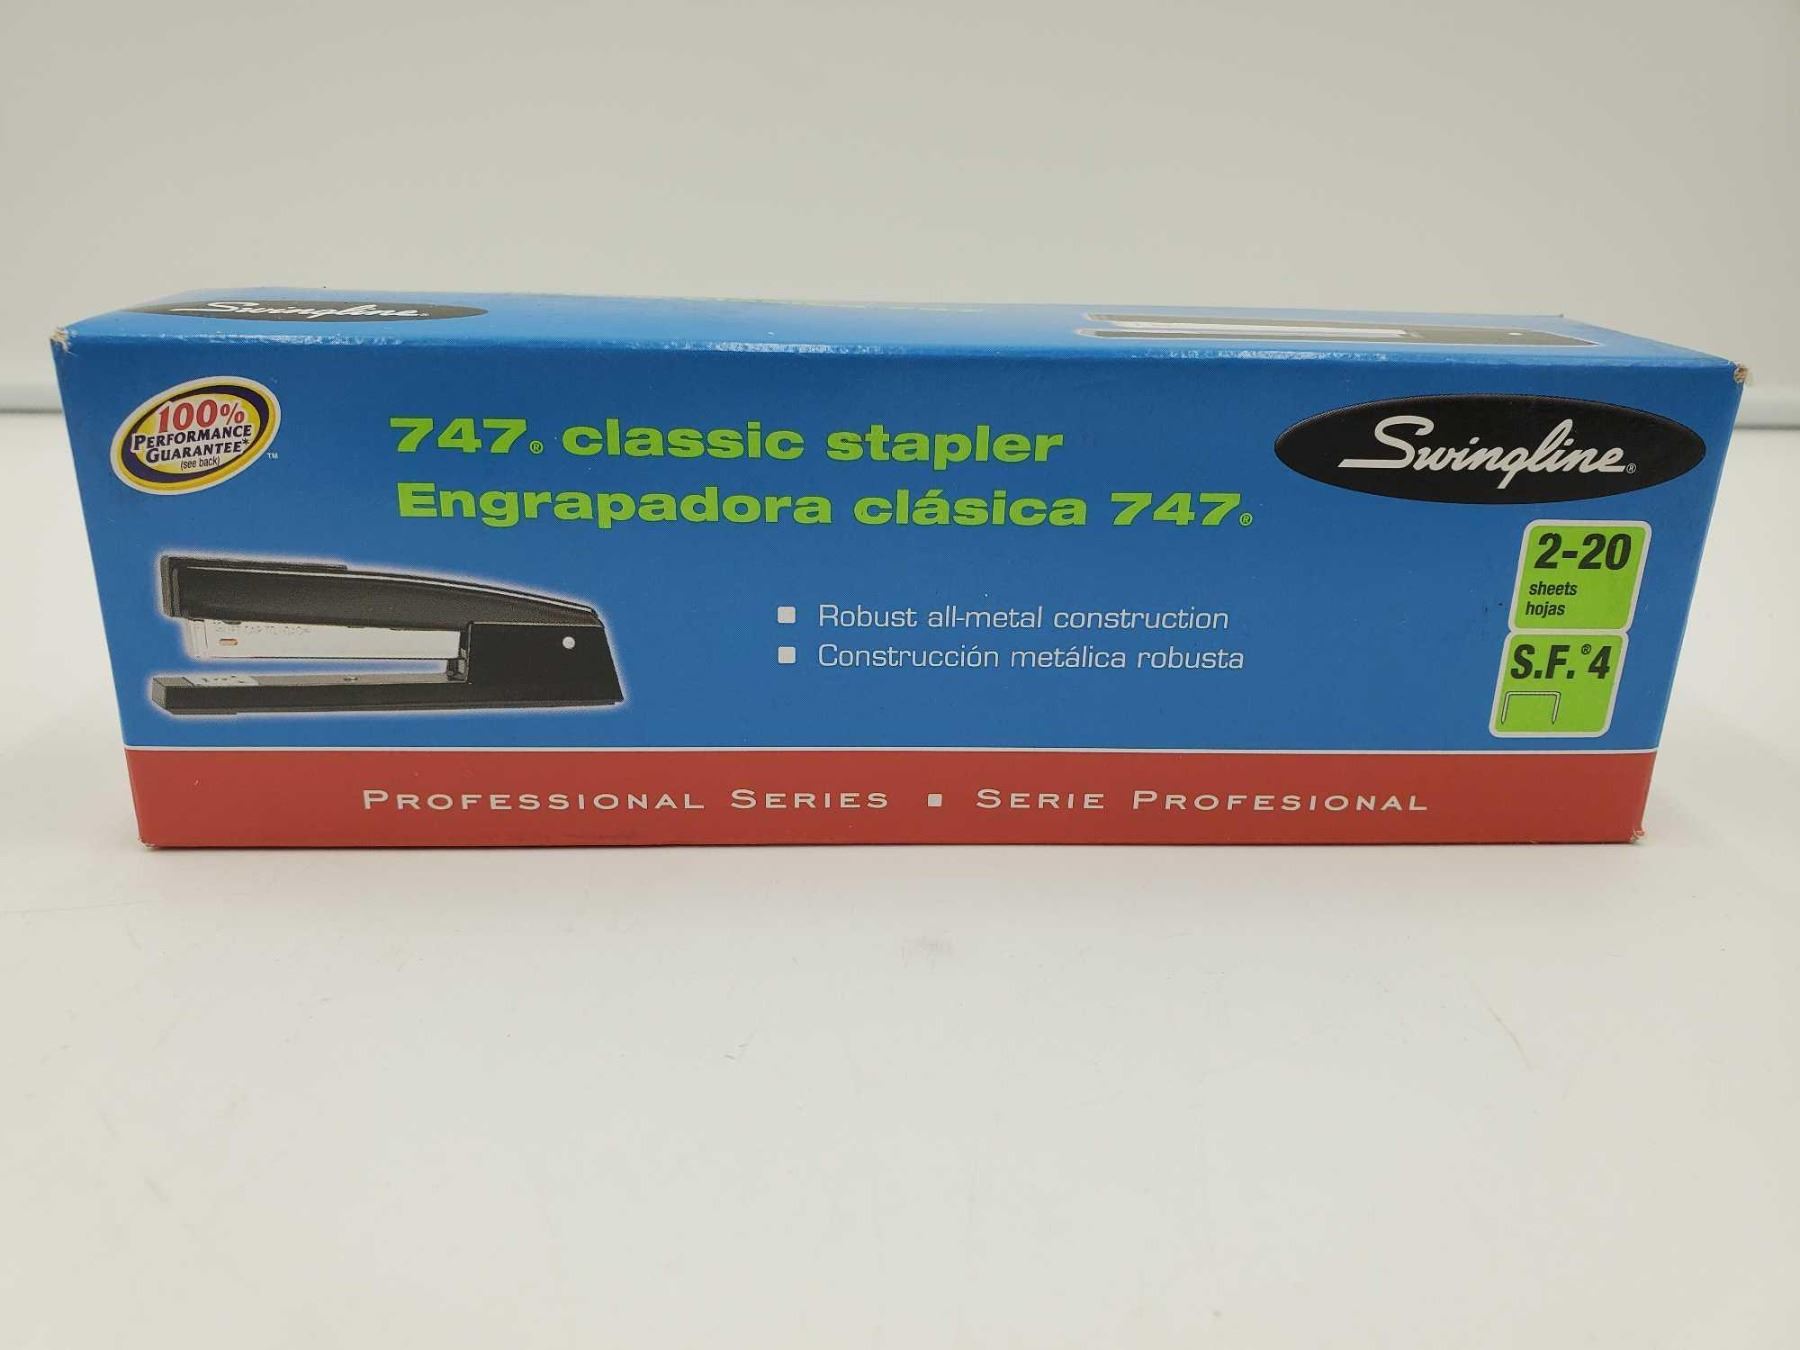 Swingline
100%
PERFORMANCE
GUARANTEE*
(see back)
TM
747® classic stapler
Engrapadora clásica 747®
Swingline®
2-20
sheets
hojas
S.F.®4
Robust all-metal construction
Construcción metálica robusta
PROFESSIONAL SERIES ▪ SERIE PROFESIONAL